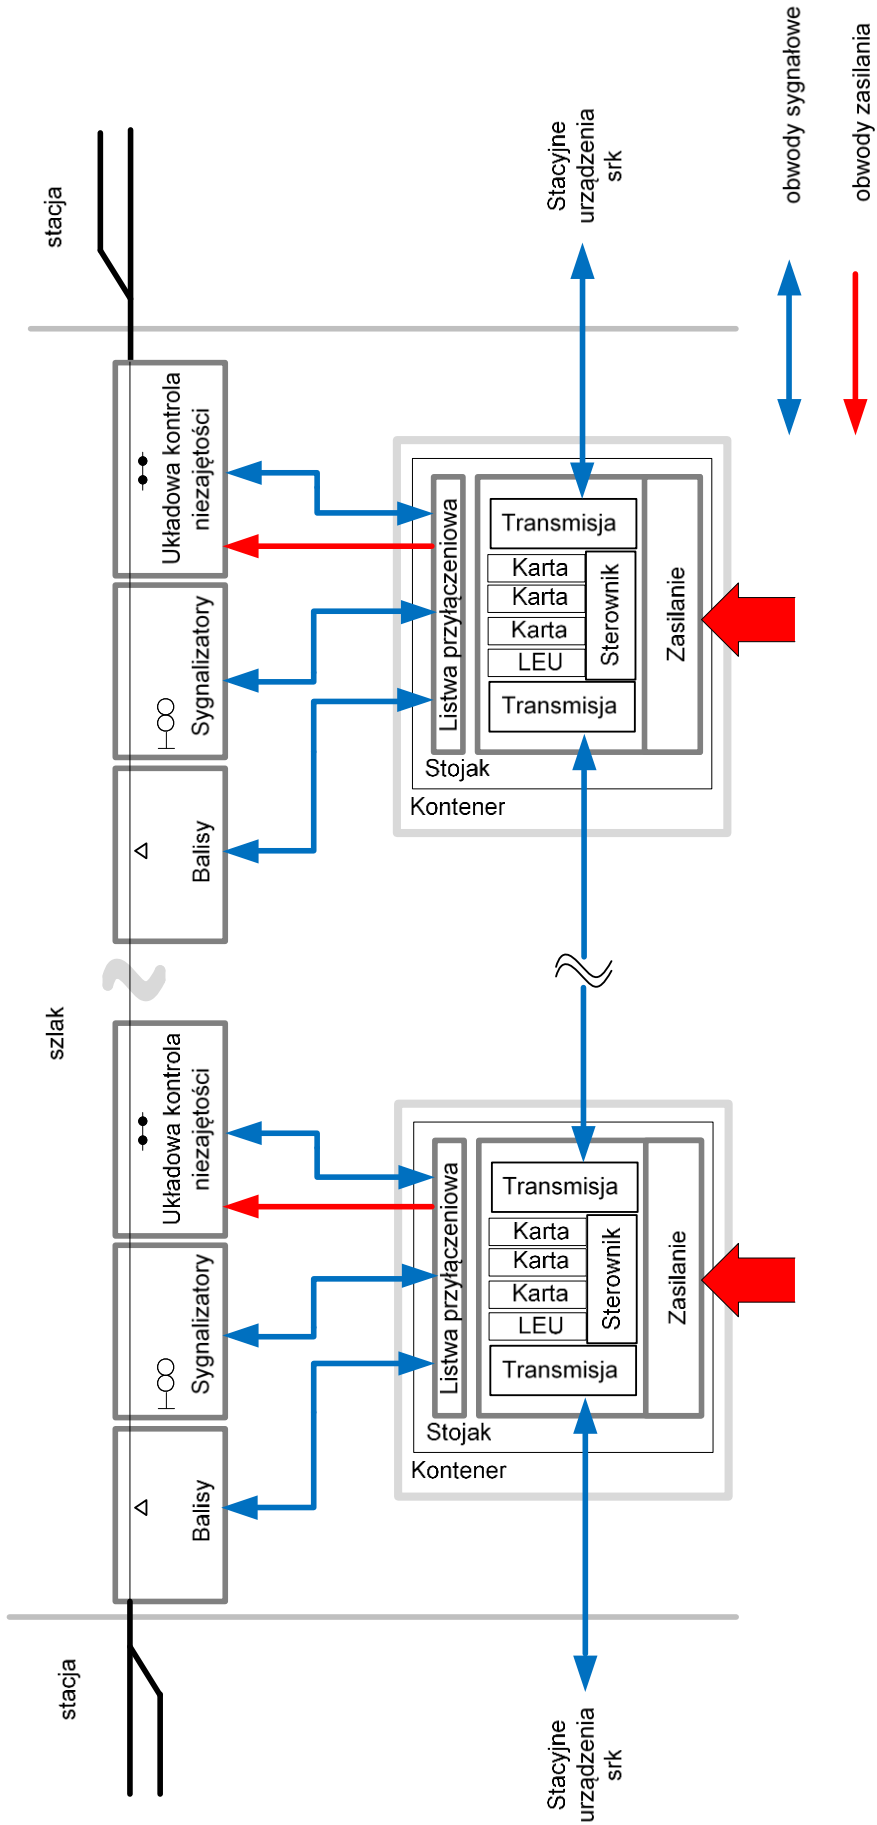 stacja
Stacyjne
urządzenia
srk
obwody sygnałowe
obwody zasilania
Układowa kontrola
niezajętości
Sygnalizatory
Balisy
Listwa przyłączeniowa
Transmisja
Karta
Karta
Karta
LEU
Sterownik
Transmisja
Zasilanie
Stojak
Kontener
szlak
Układowa kontrola
niezajętości
Sygnalizatory
Balisy
Listwa przyłączeniowa
Transmisja
Karta
Karta
Karta
LEU
Sterownik
Transmisja
Zasilanie
Stojak
Kontener
stacja
Stacyjne
urządzenia
srk